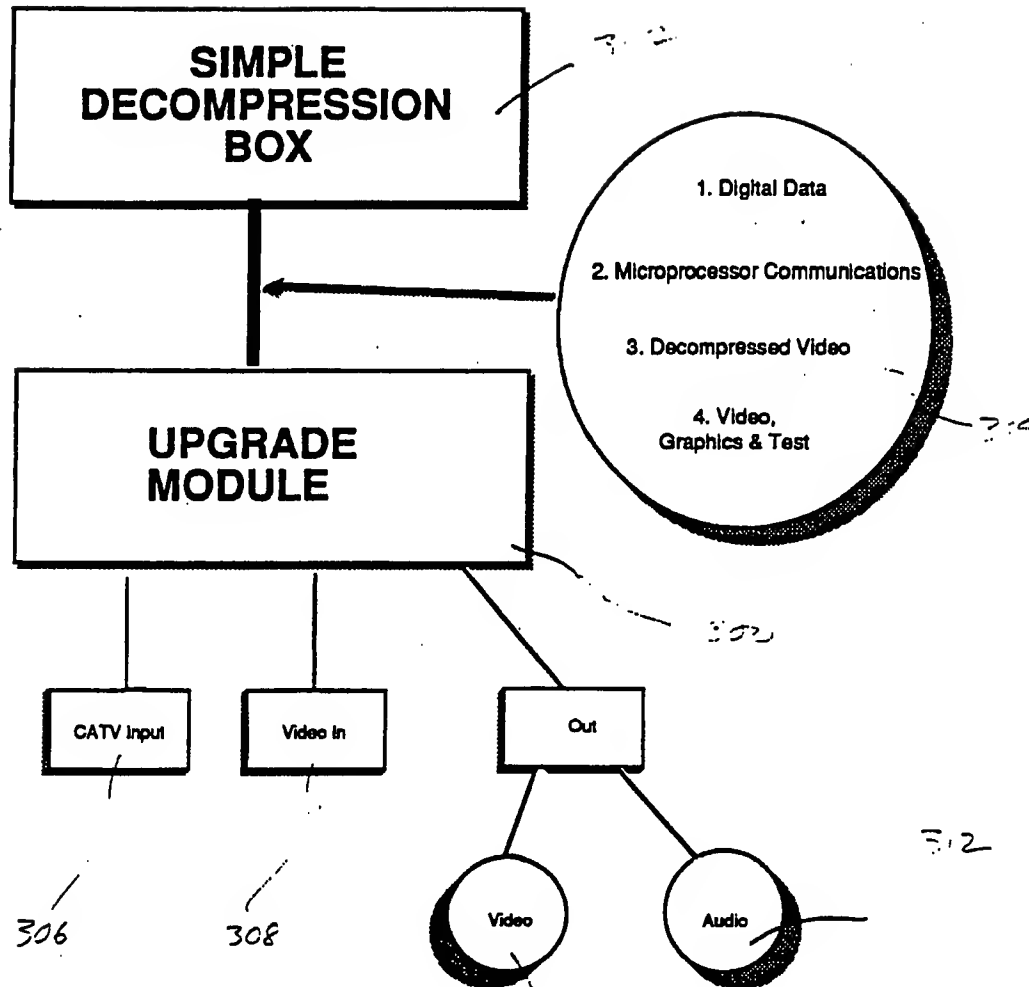 SIMPLE
DECOMPRESSION
BOX
1. Digital Data
2. Microprocessor Communications
3. Decompressed Video
4. Video,
Graphics & Test
UPGRADE
MODULE
CATV Input
Video In
Out
312
Video
Audio
306
308